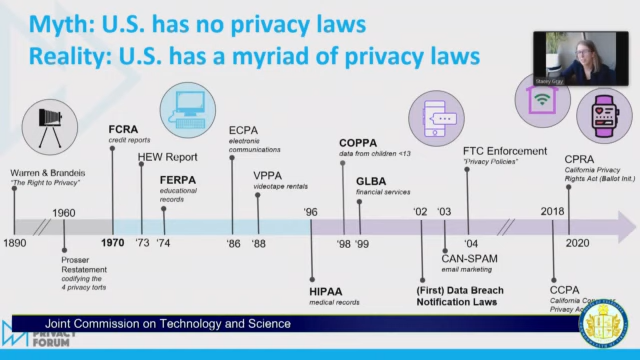 Myth: U.S. has no privacy laws
Reality: U.S. has a myriad of privacy laws
Stacey Gray
Warren & Brandeis
"The Right to Privacy"
1890
1960
Prosser
Restatement
codifying the
4 privacy torts
FCRA
credit reports
1970
HEW Report
'73
FERPA
educational
records
'74
ECPA
electronic
communications
'86
VPPA
videotape rentals
'88
'96
HIPAA
medical records
COPPA
data from children <13
'98
GLBA
financial services
'99
'02
(First) Data Breach
Notification Laws
'03
CAN-SPAM
email marketing
FTC Enforcement
"Privacy Policies"
'04
2018
CCPA
California
Privacy
CPRA
California Privacy
Rights Act (Ballot Init.)
2020
Joint Commission on Technology and Science
PRIVACY
FORUM